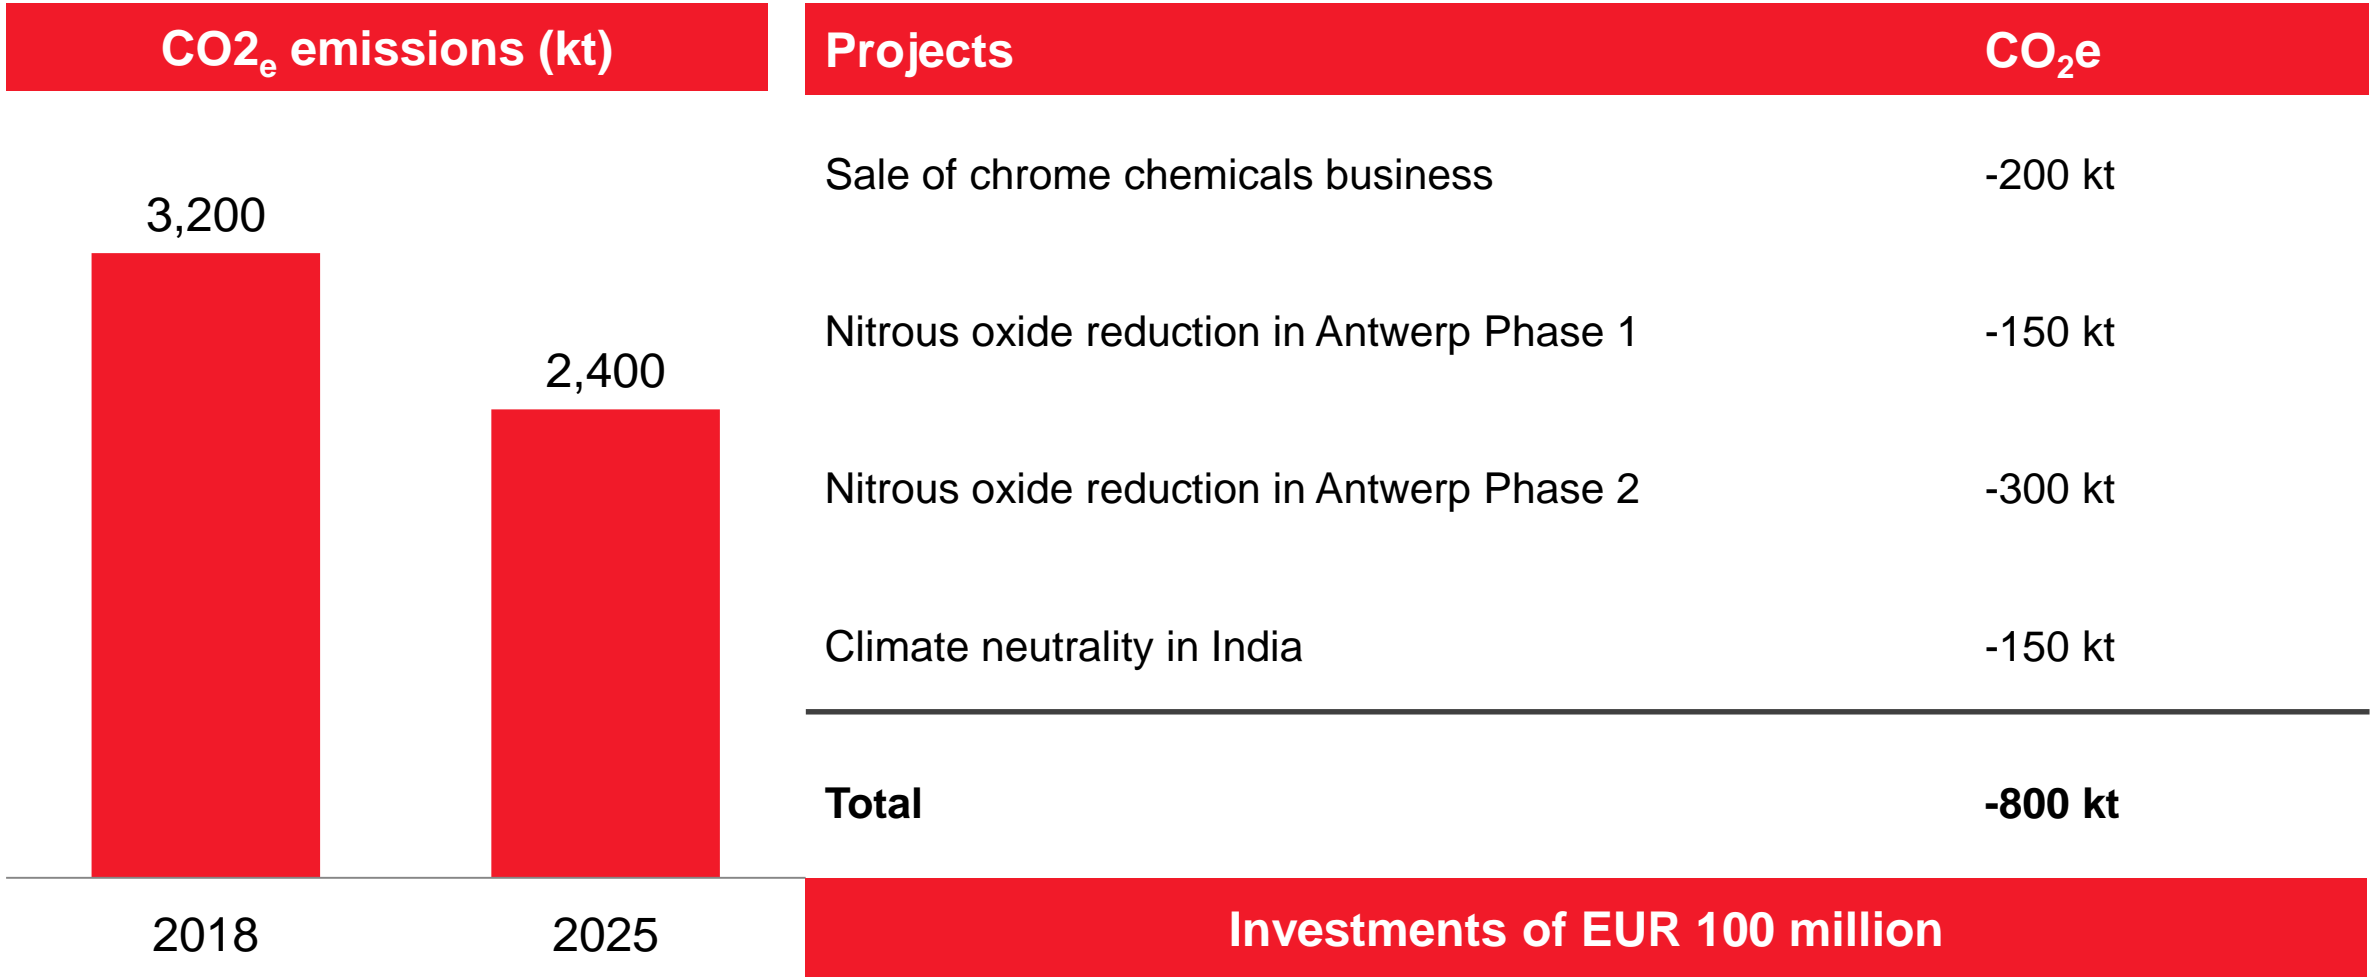 CO2e emissions (kt)
3,200
2,400
2018
2025
Projects CO2e
Sale of chrome chemicals business -200 kt
Nitrous oxide reduction in Antwerp Phase 1 -150 kt
Nitrous oxide reduction in Antwerp Phase 2 -300 kt
Climate neutrality in India -150 kt
Total -800 kt
Investments of EUR 100 million